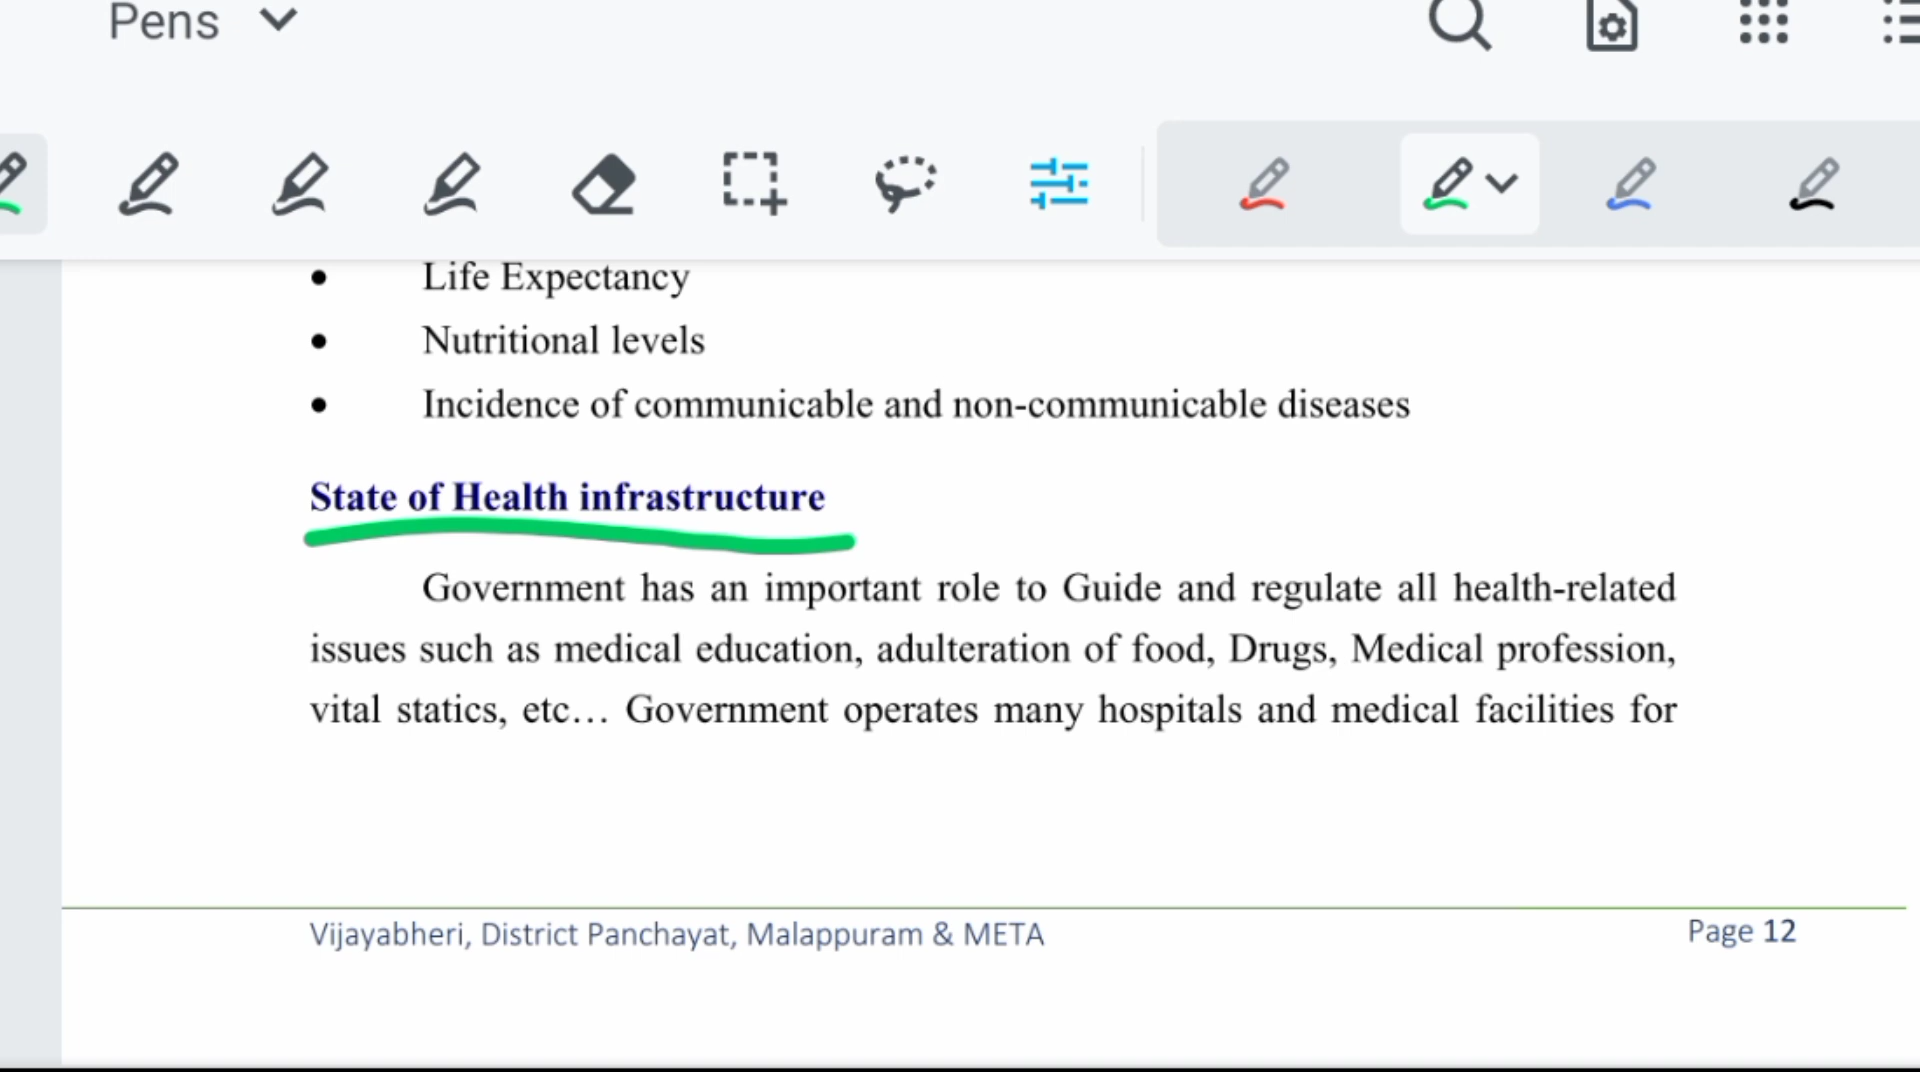 Pens
• Life Expectancy
• Nutritional levels
• Incidence of communicable and non-communicable diseases
State of Health infrastructure
Government has an important role to Guide and regulate all health-related
issues such as medical education, adulteration of food, Drugs, Medical profession,
vital statics, etc… Government operates many hospitals and medical facilities for
Vijayabheri, District Panchayat, Malappuram & META
Page 12